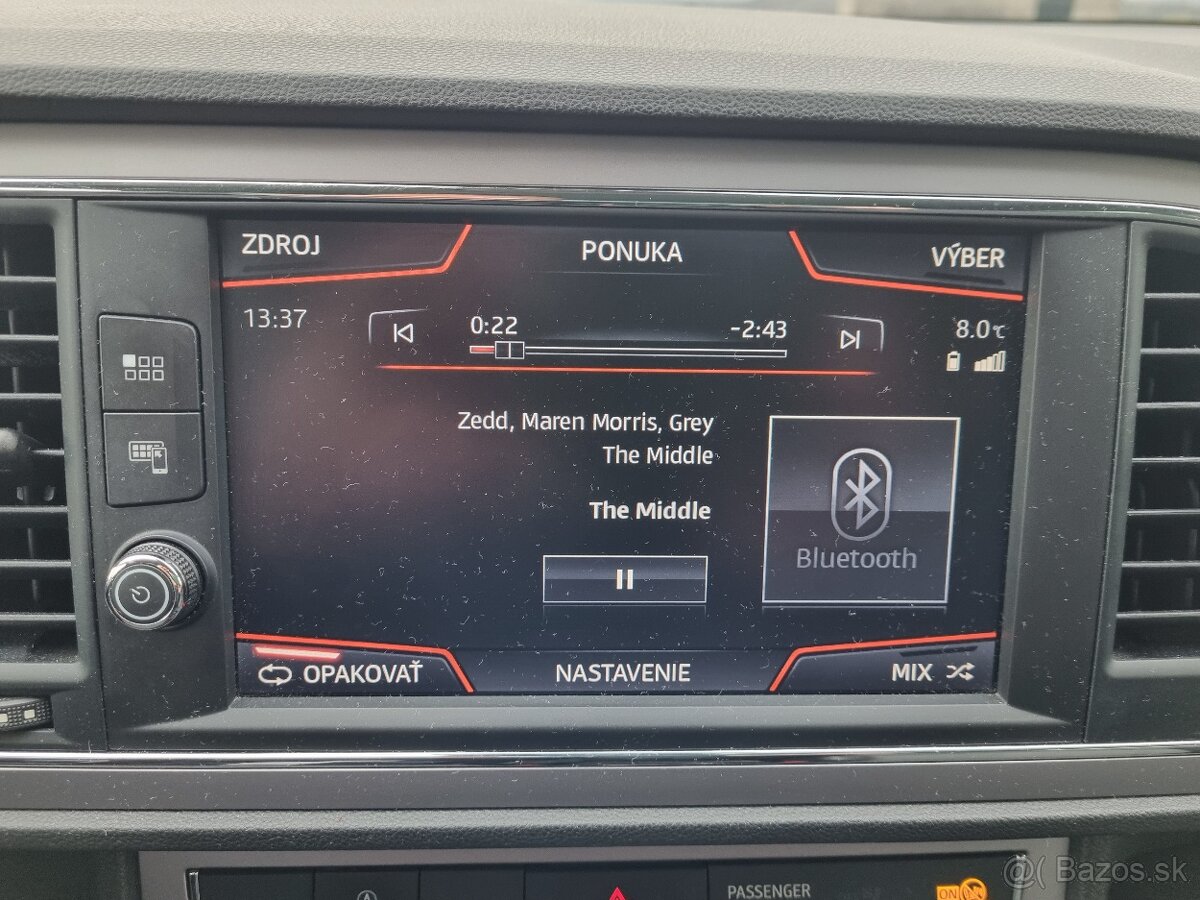 ZDROJ
PONUKA
VÝBER
13:37
0:22
-2:43
8.0°C
Zedd, Maren Morris, Grey
The Middle
The Middle
Bluetooth
OPAKOVAŤ
NASTAVENIE
MIX
PASSENGER
ON
@(Bazos.sk